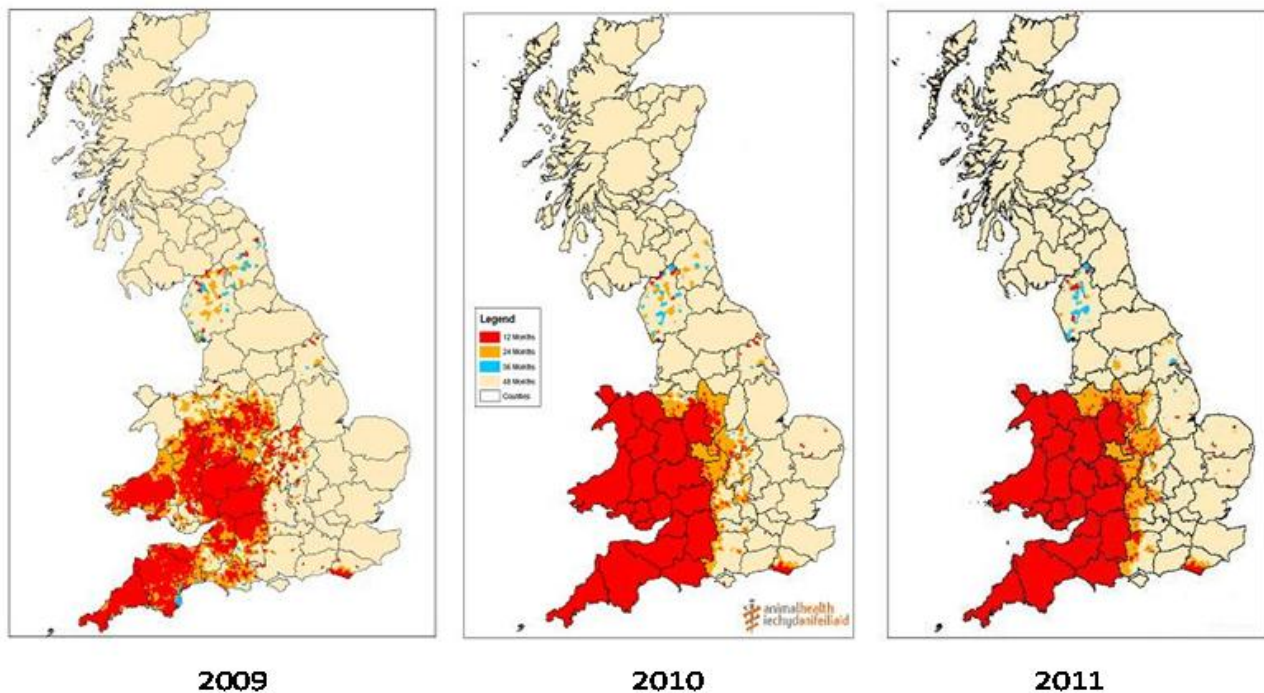 Legend
12 Months
24 Months
36 Months
48 Months
Counties
animalhealth
iechydanifeiliaid
2009
2010
2011